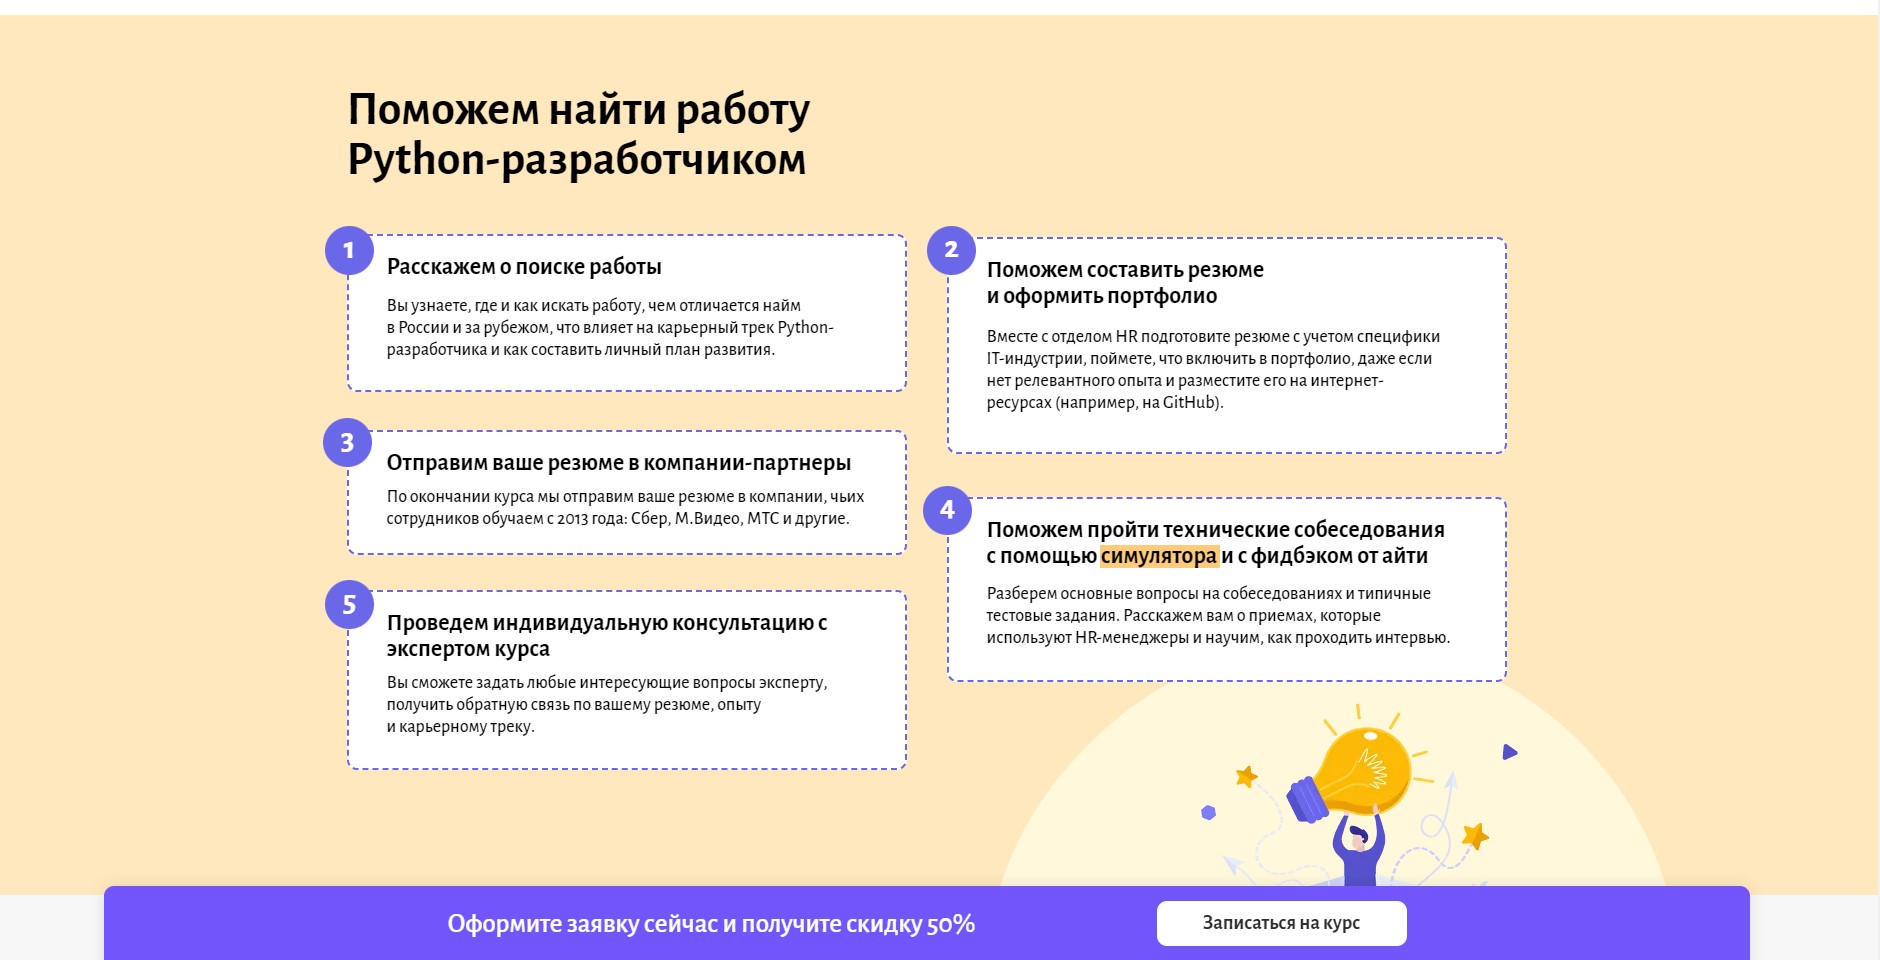 Поможем найти работу
Python-разработчиком
1
Расскажем о поиске работы
Вы узнаете, где и как искать работу, чем отличается найм
в России и за рубежом, что влияет на карьерный трек Python-
разработчика и как составить личный план развития.
2
Поможем составить резюме
и оформить портфолио
Вместе с отделом HR подготовите резюме с учетом специфики
IT-индустрии, поймете, что включить в портфолио, даже если
нет релевантного опыта и разместите его на интернет-
ресурсах (например, на GitHub).
3
Отправим ваше резюме в компании-партнеры
По окончании курса мы отправим ваше резюме в компании, чьих
сотрудников обучаем с 2013 года: Сбер, М.Видео, МТС и другие.
4
Поможем пройти технические собеседования
с помощью симулятора и с фидбэком от айти
Разберем основные вопросы на собеседованиях и типичные
тестовые задания. Расскажем вам о приемах, которые
используют HR-менеджеры и научим, как проходить интервью.
5
Проведем индивидуальную консультацию с
экспертом курса
Вы сможете задать любые интересующие вопросы эксперту,
получить обратную связь по вашему резюме, опыту
и карьерному треку.
Оформите заявку сейчас и получите скидку 50%
Записаться на курс